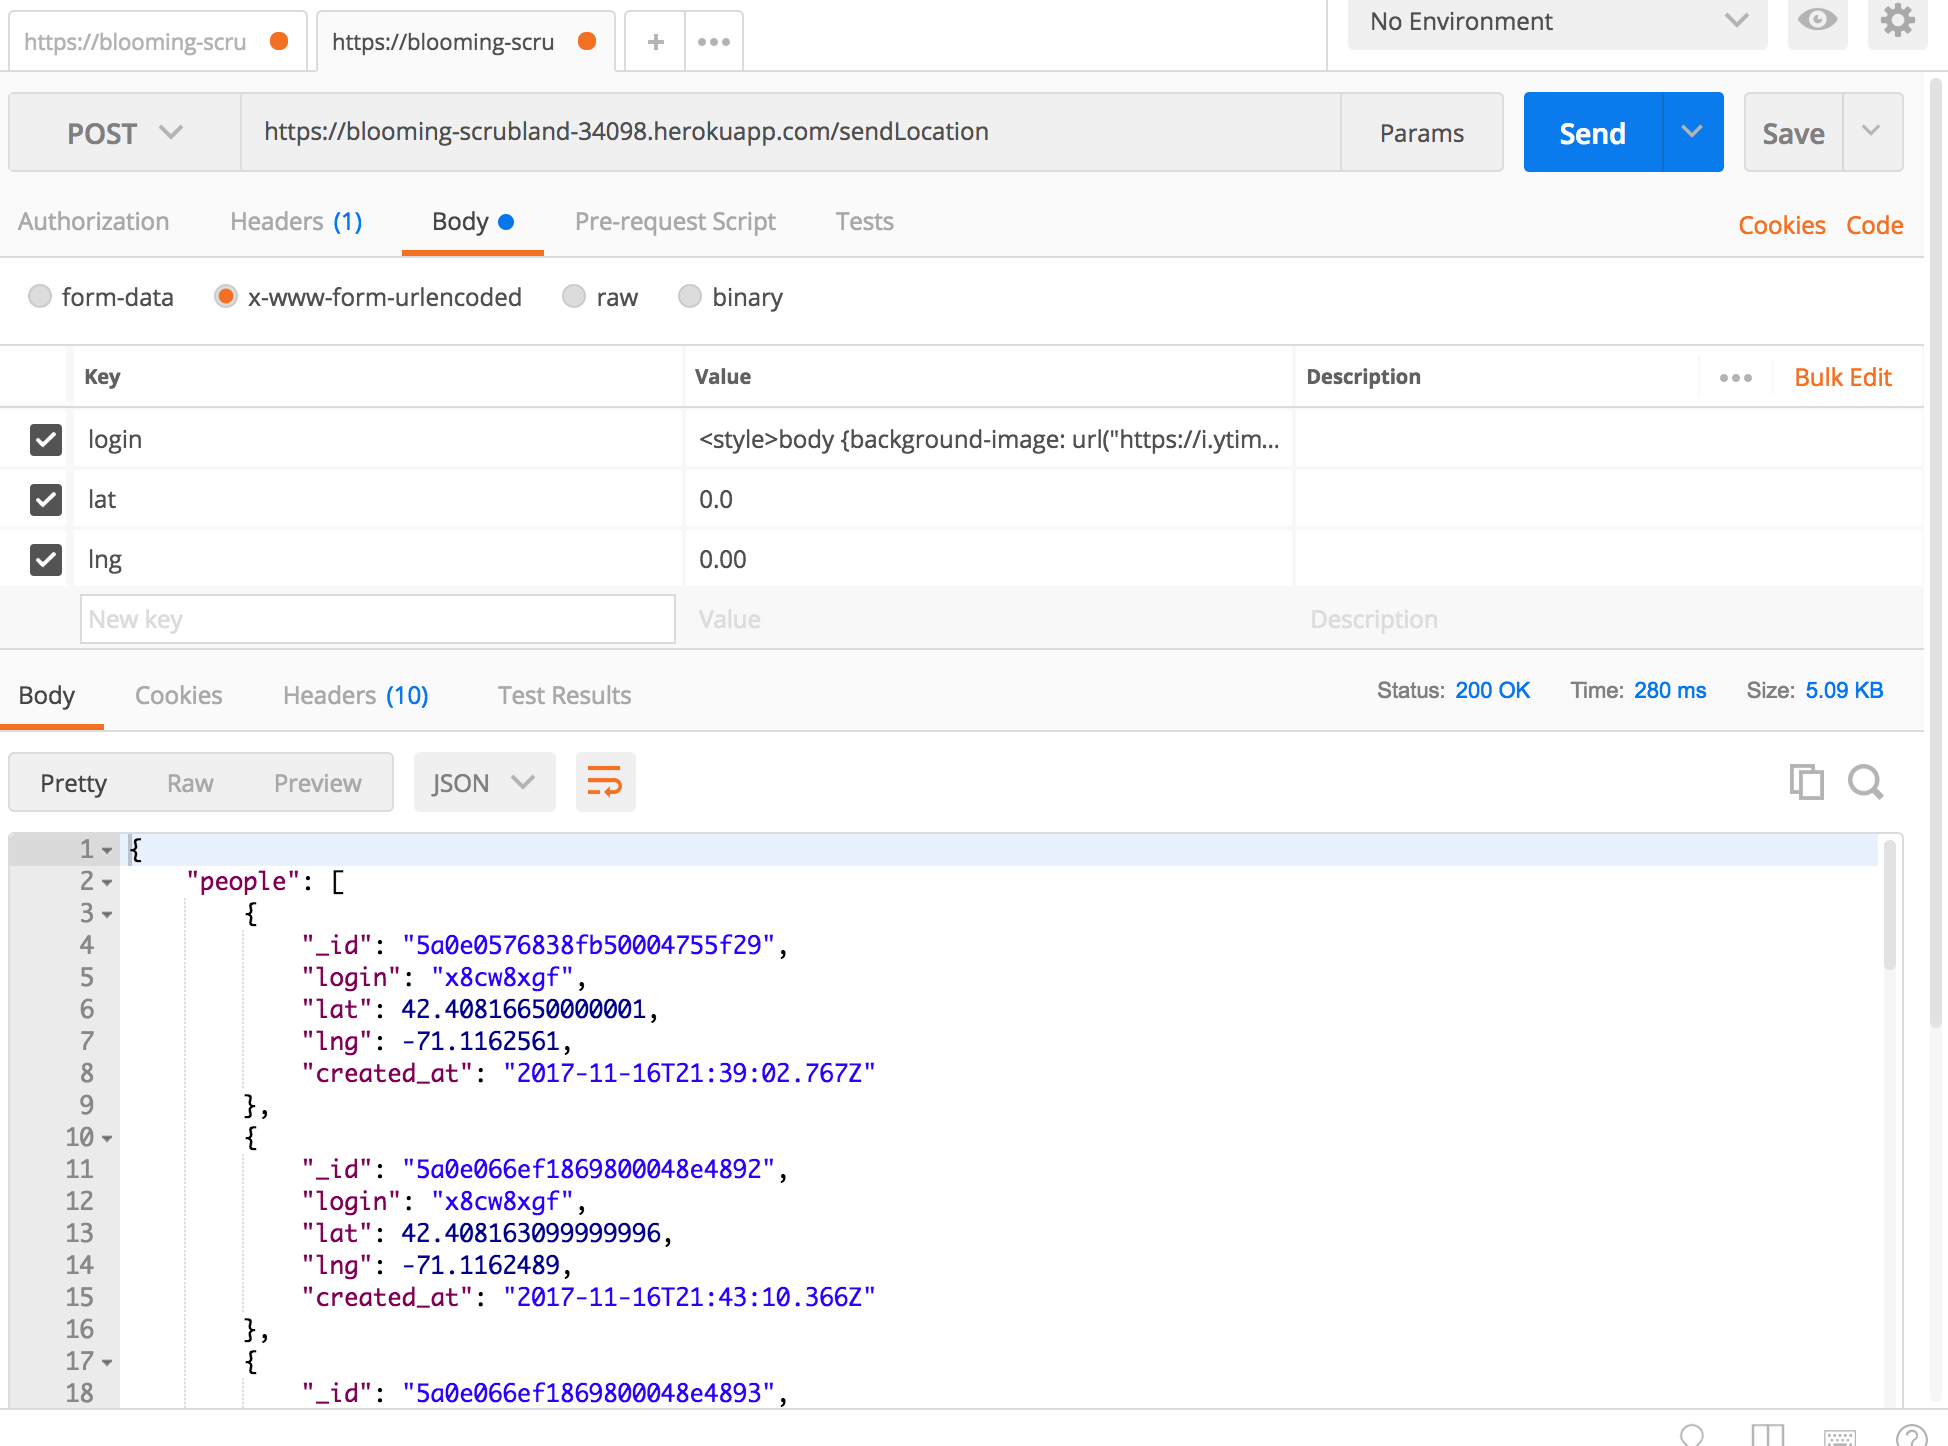 https://blooming-scru https://blooming-scru + No Environment
POST https://blooming-scrubland-34098.herokuapp.com/sendLocation Params Send Save
Authorization Headers (1) Body Pre-request Script Tests Cookies Code
form-data x-www-form-urlencoded raw binary
Key Value Description Bulk Edit
login <style>body {background-image: url("https://i.ytim...
lat 0.0
lng 0.00
New key Value Description
Body Cookies Headers (10) Test Results Status: 200 OK Time: 280 ms Size: 5.09 KB
Pretty Raw Preview JSON
1 {
2 "people": [
3 {
4 "_id": "5a0e0576838fb50004755f29",
5 "login": "x8cw8xgf",
6 "lat": 42.40816650000001,
7 "lng": -71.1162561,
8 "created_at": "2017-11-16T21:39:02.767Z"
9 },
10 {
11 "_id": "5a0e066ef1869800048e4892",
12 "login": "x8cw8xgf",
13 "lat": 42.408163099999996,
14 "lng": -71.1162489,
15 "created_at": "2017-11-16T21:43:10.366Z"
16 },
17 {
18 "_id": "5a0e066ef1869800048e4893",